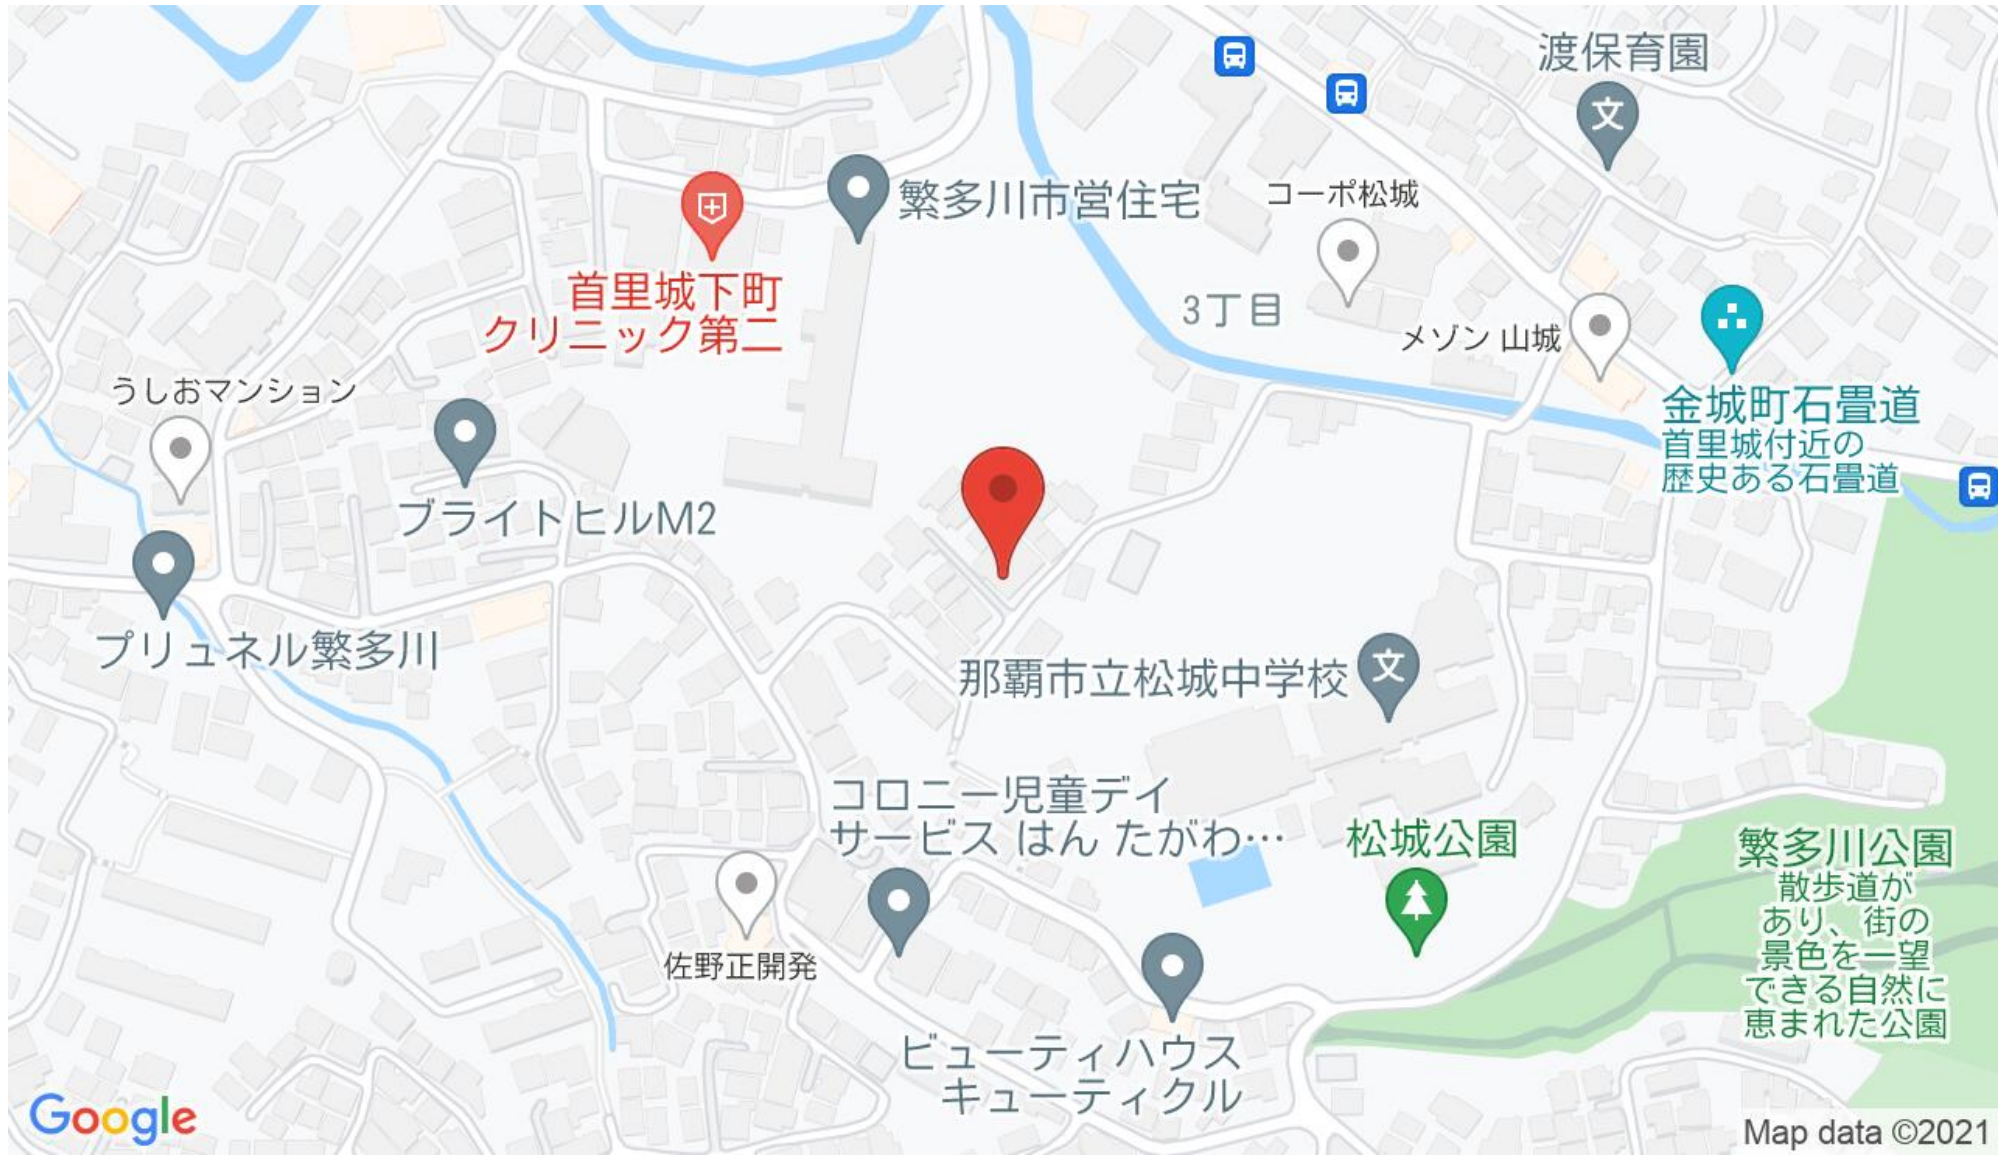 渡保育園
文
繁多川市営住宅
コーポ松城
首里城下町
クリニック第二
3丁目
メゾン 山城
うしおマンション
金城町石畳道
首里城付近の
歴史ある石畳道
ブライトヒルM2
プリュネル繁多川
那覇市立松城中学校
文
コロニー児童デイ
サービス はん たがわ…
松城公園
繁多川公園
散歩道が
あり、街の
景色を一望
できる自然に
恵まれた公園
佐野正開発
ビューティハウス
キューティクル
Google
Map data ©2021